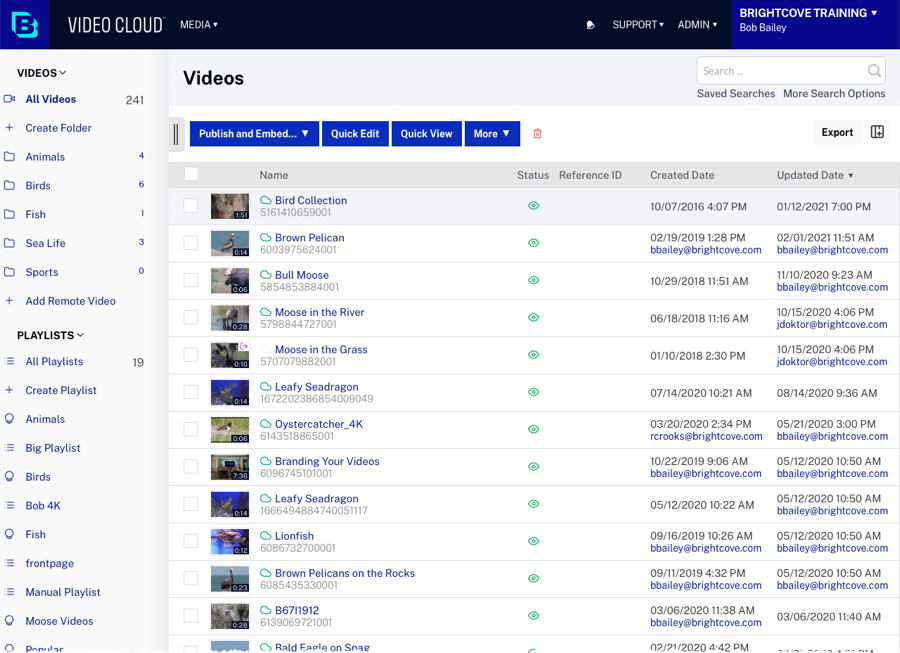 VIDEO CLOUD MEDIA ▾ SUPPORT ▾ ADMIN ▾ BRIGHTCOVE TRAINING ▾
Bob Bailey
VIDEOS
All Videos 241
Create Folder
Animals 4
Birds 6
Fish 1
Sea Life 3
Sports 0
Add Remote Video
PLAYLISTS
All Playlists 19
Create Playlist
Animals
Big Playlist
Birds
Bob 4K
Fish
frontpage
Manual Playlist
Moose Videos
Popular
Videos
Search ...
Saved Searches More Search Options
Publish and Embed... ▼ Quick Edit Quick View More ▼ Export
Name Status Reference ID Created Date Updated Date ▼
1:51 Bird Collection
5161410659001 10/07/2016 4:07 PM 01/12/2021 7:00 PM
0:14 Brown Pelican 02/19/2019 1:28 PM 02/01/2021 11:51 AM
6003975624001 bbailey@brightcove.com bbailey@brightcove.com
0:06 Bull Moose 10/29/2018 11:51 AM 11/10/2020 9:23 AM
5854853884001 bbailey@brightcove.com
0:28 Moose in the River 06/18/2018 11:16 AM 10/15/2020 4:06 PM
5798844727001 jdoktor@brightcove.com
0:10 Moose in the Grass 01/10/2018 2:30 PM 10/15/2020 4:06 PM
5707079882001 jdoktor@brightcove.com
0:14 Leafy Seadragon 07/14/2020 10:21 AM 08/14/2020 9:36 AM
1672202386854009049
0:06 Oystercatcher_4K 03/20/2020 2:34 PM 05/21/2020 3:00 PM
6143518865001 rcrooks@brightcove.com bbailey@brightcove.com
7:36 Branding Your Videos 10/22/2019 9:06 AM 05/12/2020 10:50 AM
6096745101001 bbailey@brightcove.com bbailey@brightcove.com
0:14 Leafy Seadragon 05/12/2020 10:22 AM 05/12/2020 10:50 AM
1666494884740051117 bbailey@brightcove.com
0:12 Lionfish 09/16/2019 10:26 AM 05/12/2020 10:50 AM
6086732700001 bbailey@brightcove.com bbailey@brightcove.com
0:23 Brown Pelicans on the Rocks 09/11/2019 4:32 PM 05/12/2020 10:50 AM
6085435330001 bbailey@brightcove.com bbailey@brightcove.com
0:28 B67I1912 03/06/2020 11:38 AM 03/06/2020 11:40 AM
6139069721001 bbailey@brightcove.com
Bald Eagle on Snag 02/21/2020 4:42 PM